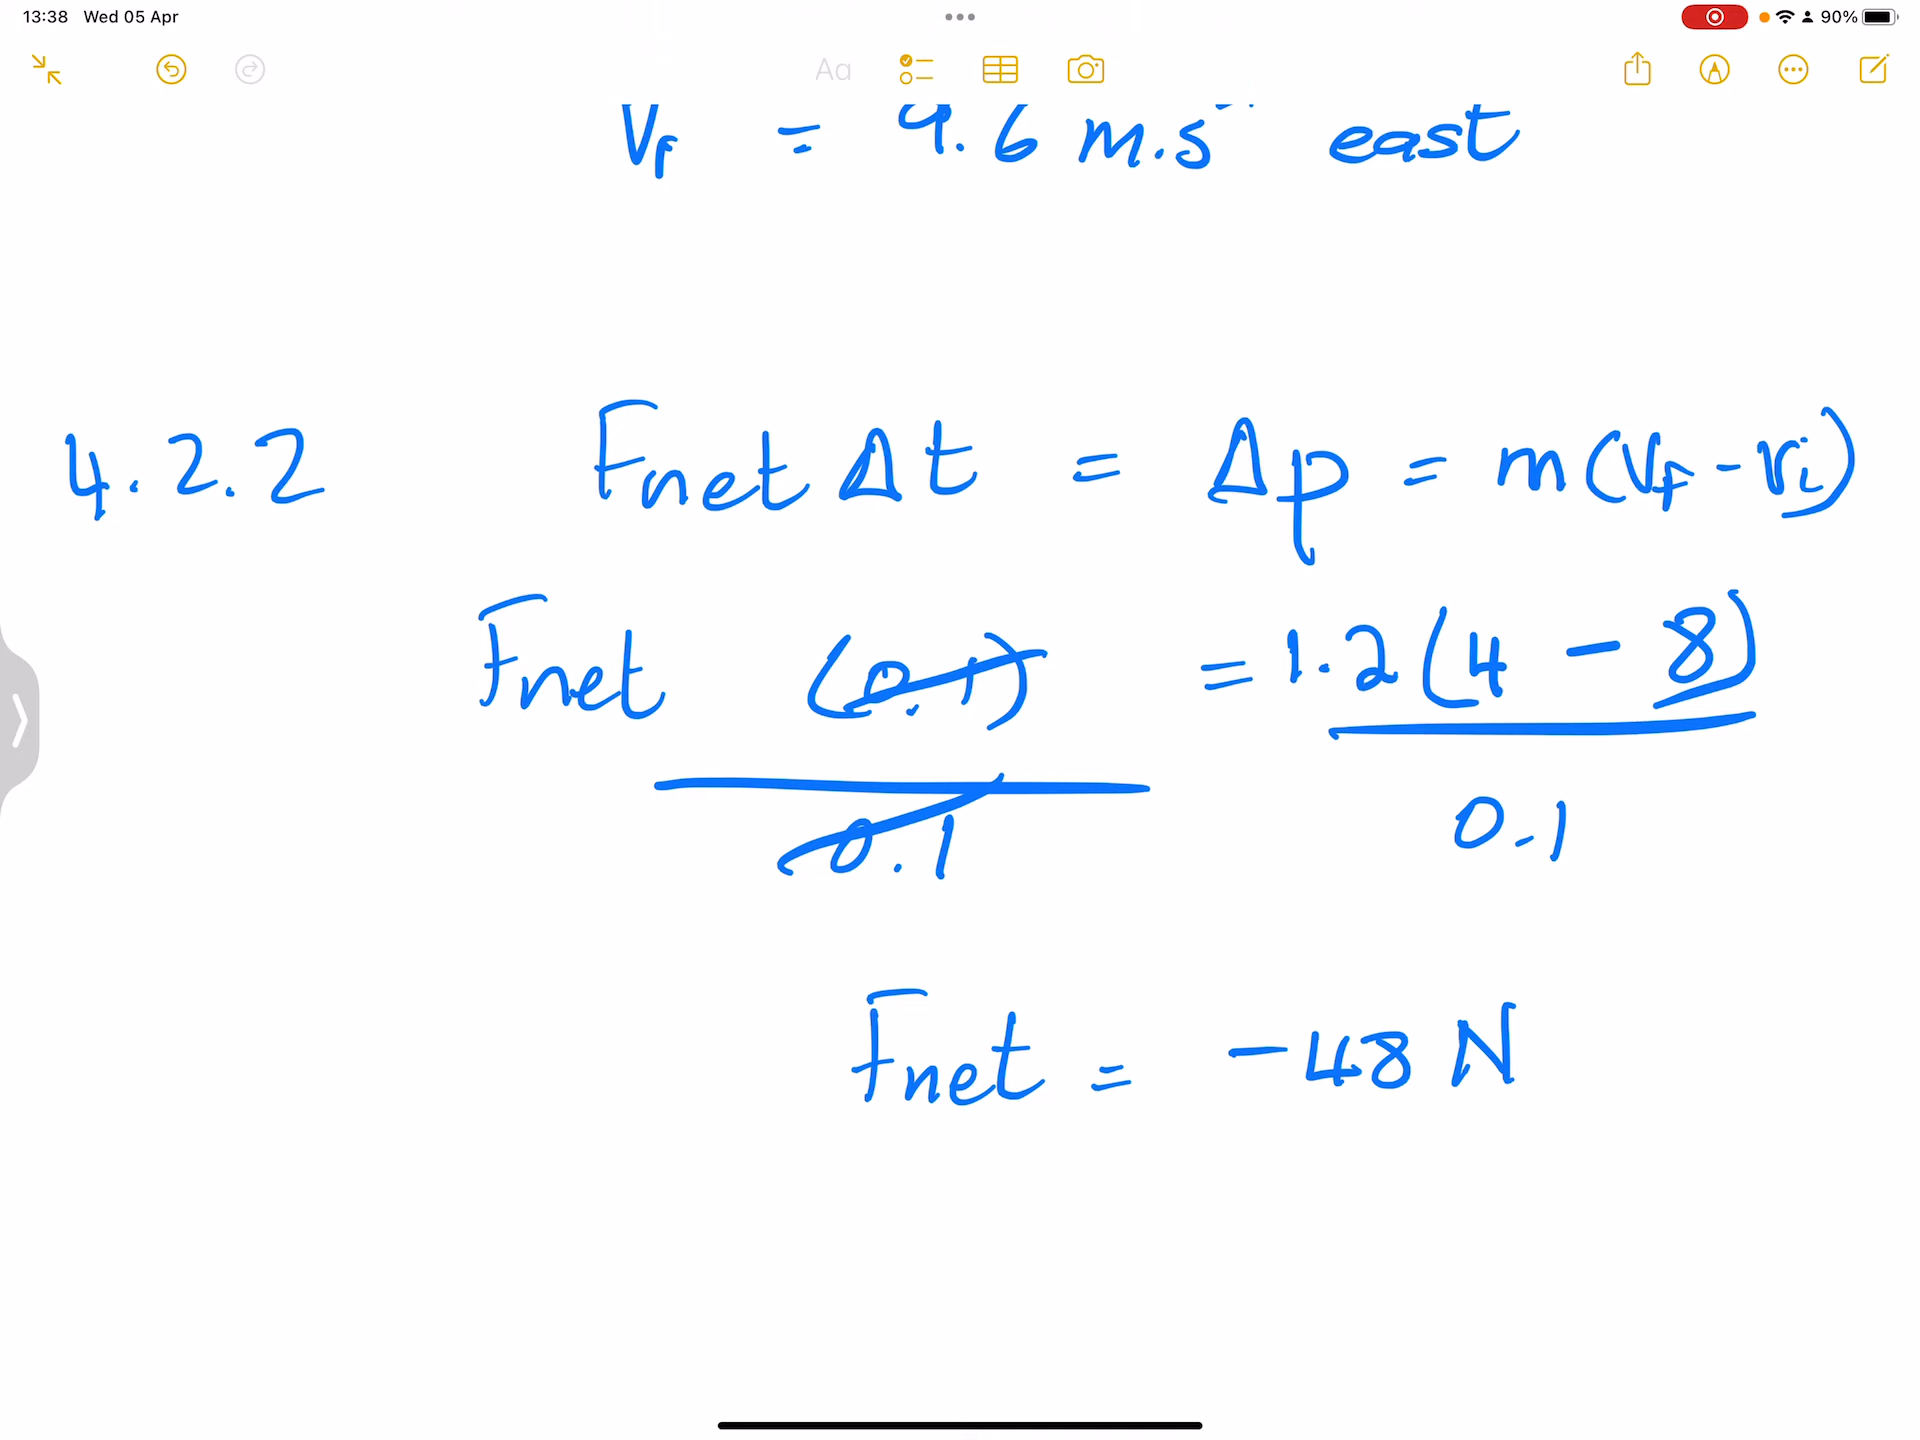 13:38 Wed 05 Apr 90%
Aa
VF = 9.6 m.s⁻ east
4.2.2 Fnet Δt = Δp = m(VF - Vi)
Fnet (0.1) = 1.2(4 - 8)
0.1 0.1
Fnet = -48 N